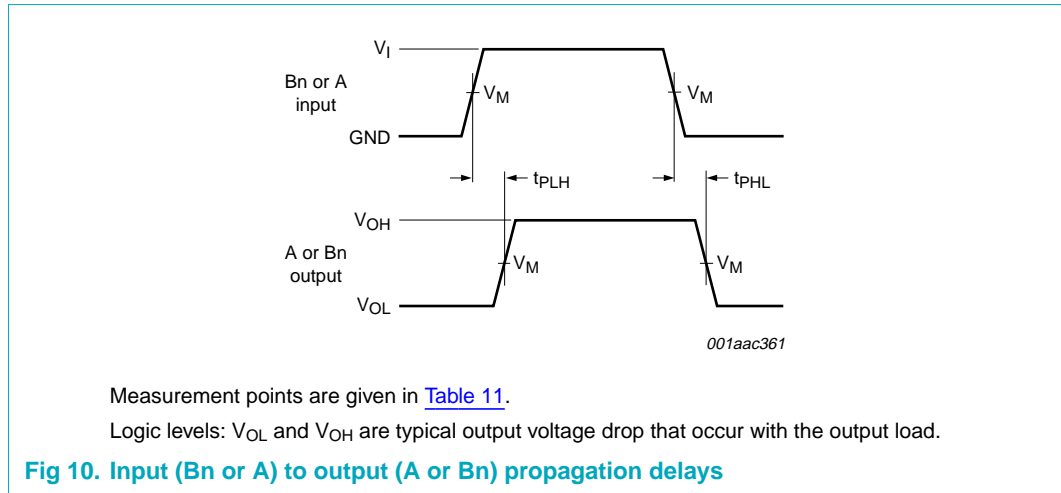 VI
Bn or A
input
VM
VM
GND
tPLH
tPHL
VOH
A or Bn
output
VM
VM
VOL
001aac361
Measurement points are given in Table 11.
Logic levels: VOL and VOH are typical output voltage drop that occur with the output load.
Fig 10. Input (Bn or A) to output (A or Bn) propagation delays